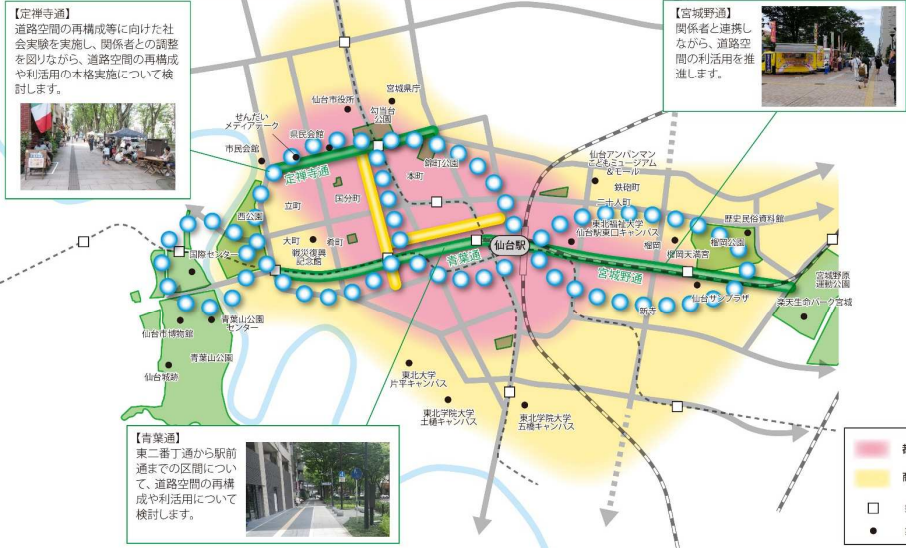 【定禅寺通】
道路空間の再構成等に向けた社
会実験を実施し、関係者との調整
を図りながら、道路空間の再構成
や利活用の本格実施について検
討します。
【宮城野通】
関係者と連携し
ながら、道路空
間の利活用を推
進します。
宮城県庁
仙台市役所
勾当台
公園
せんだい
メディアテーク
県民会館
市民会館
定禅寺通
錦町公園
本町
国分町
立町
西公園
仙台アンパンマン
こどもミュージアム
&モール
鉄砲町
二十人町
東北福祉大学
仙台駅東口キャンパス
榴岡
歴史民俗資料館
榴岡公園
榴岡天満宮
大町
肴町
戦災復興
記念館
仙台駅
青葉通
宮城野通
国際センター
仙台サンプラザ
新寺
宮城野原
運動公園
楽天生命パーク宮城
青葉山公園
センター
仙台市博物館
青葉山公園
仙台城跡
東北大学
片平キャンパス
東北学院大学
土樋キャンパス
東北学院大学
五橋キャンパス
【青葉通】
東二番丁通から駅前
通までの区間につい
て、道路空間の再構
成や利活用について
検討します。